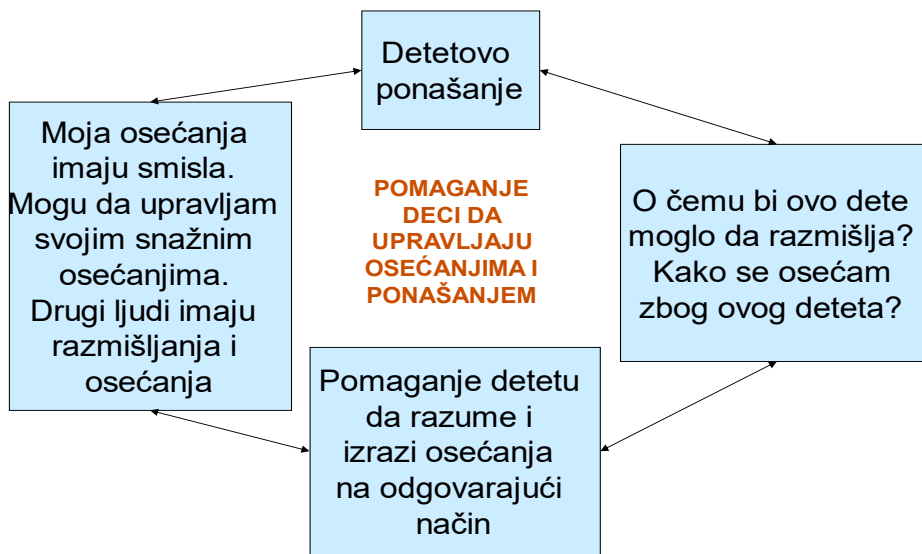 Detetovo
ponašanje
Moja osećanja
imaju smisla.
Mogu da upravljam
svojim snažnim
osećanjima.
Drugi ljudi imaju
razmišljanja i
osećanja
POMAGANJE
DECI DA
UPRAVLJAJU
OSEĆANJIMA I
PONAŠANJEM
O čemu bi ovo dete
moglo da razmišlja?
Kako se osećam
zbog ovog deteta?
Pomaganje detetu
da razume i
izrazi osećanja
na odgovarajući
način